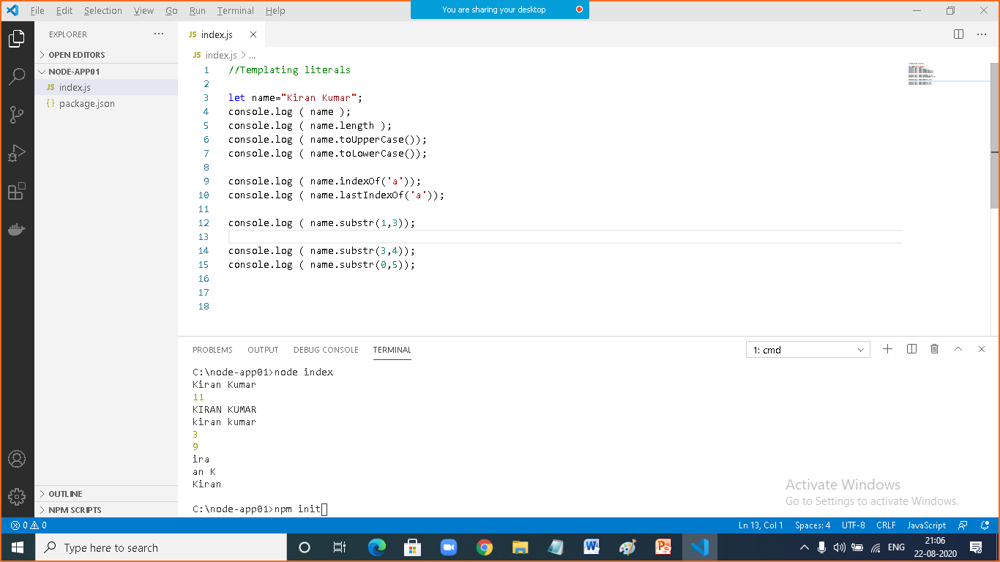 File Edit Selection View Go Run Terminal Help
You are sharing your desktop
EXPLORER
OPEN EDITORS
NODE-APP01
JS index.js
{} package.json
OUTLINE
NPM SCRIPTS
JS index.js
JS index.js > ...
1 //Templating literals
2
3 let name="Kiran Kumar";
4 console.log ( name );
5 console.log ( name.length );
6 console.log ( name.toUpperCase());
7 console.log ( name.toLowerCase());
8
9 console.log ( name.indexOf('a'));
10 console.log ( name.lastIndexOf('a'));
11
12 console.log ( name.substr(1,3));
13
14 console.log ( name.substr(3,4));
15 console.log ( name.substr(0,5));
16
17
18
PROBLEMS OUTPUT DEBUG CONSOLE TERMINAL
1: cmd
C:\node-app01>node index
Kiran Kumar
11
KIRAN KUMAR
kiran kumar
3
9
ira
an K
Kiran
C:\node-app01>npm init
Activate Windows
Go to Settings to activate Windows.
0 0
Ln 13, Col 1 Spaces: 4 UTF-8 CRLF JavaScript
Type here to search
ENG
21:06
22-08-2020